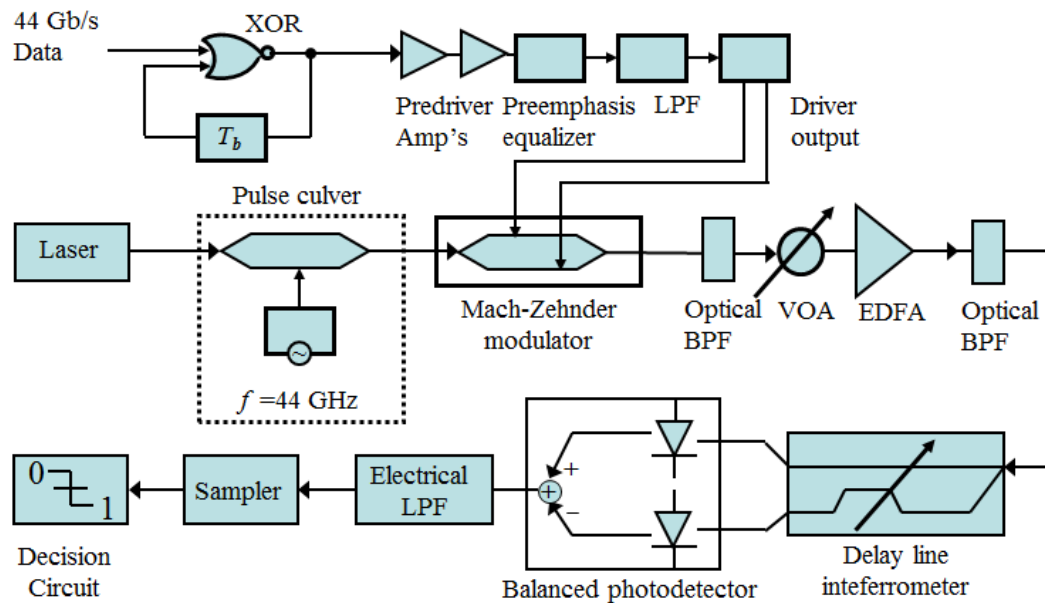 44 Gb/s
Data
XOR
T_b
Predriver
Amp's
Preemphasis
equalizer
LPF
Driver
output
Pulse culver
Laser
~
f =44 GHz
Mach-Zehnder
modulator
Optical
BPF
VOA
EDFA
Optical
BPF
0
1
Decision
Circuit
Sampler
Electrical
LPF
+
+
−
Balanced photodetector
Delay line
inteferrometer